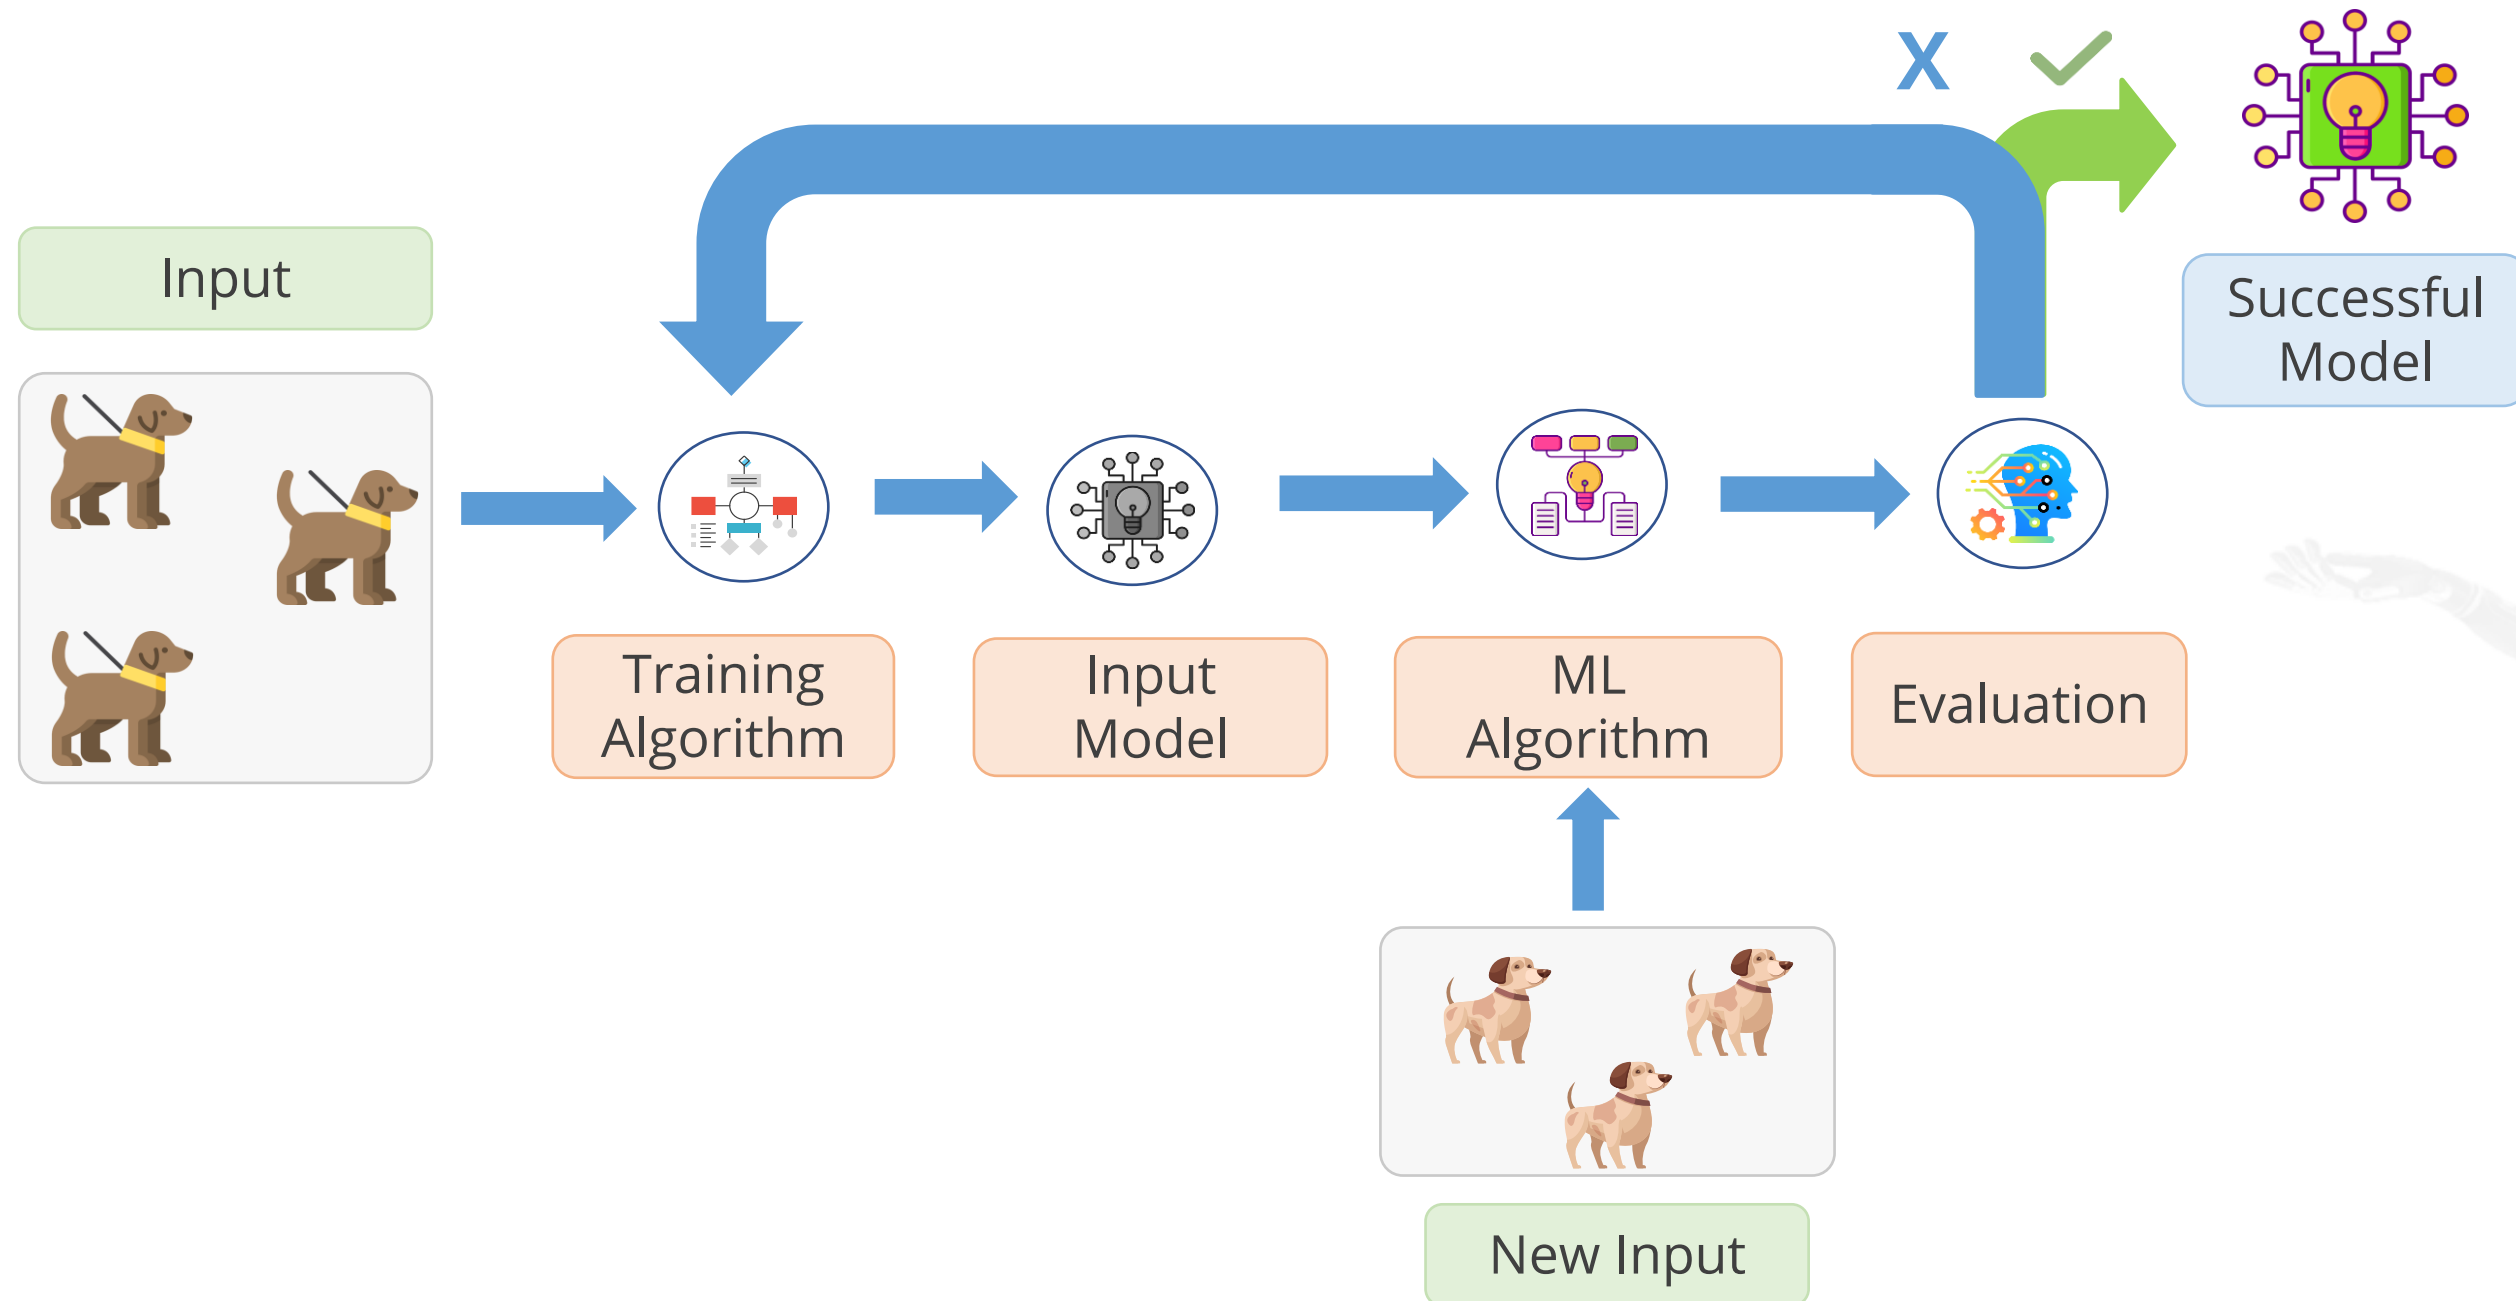 X
Input
Successful
Model
Training
Algorithm
Input
Model
ML
Algorithm
Evaluation
New Input